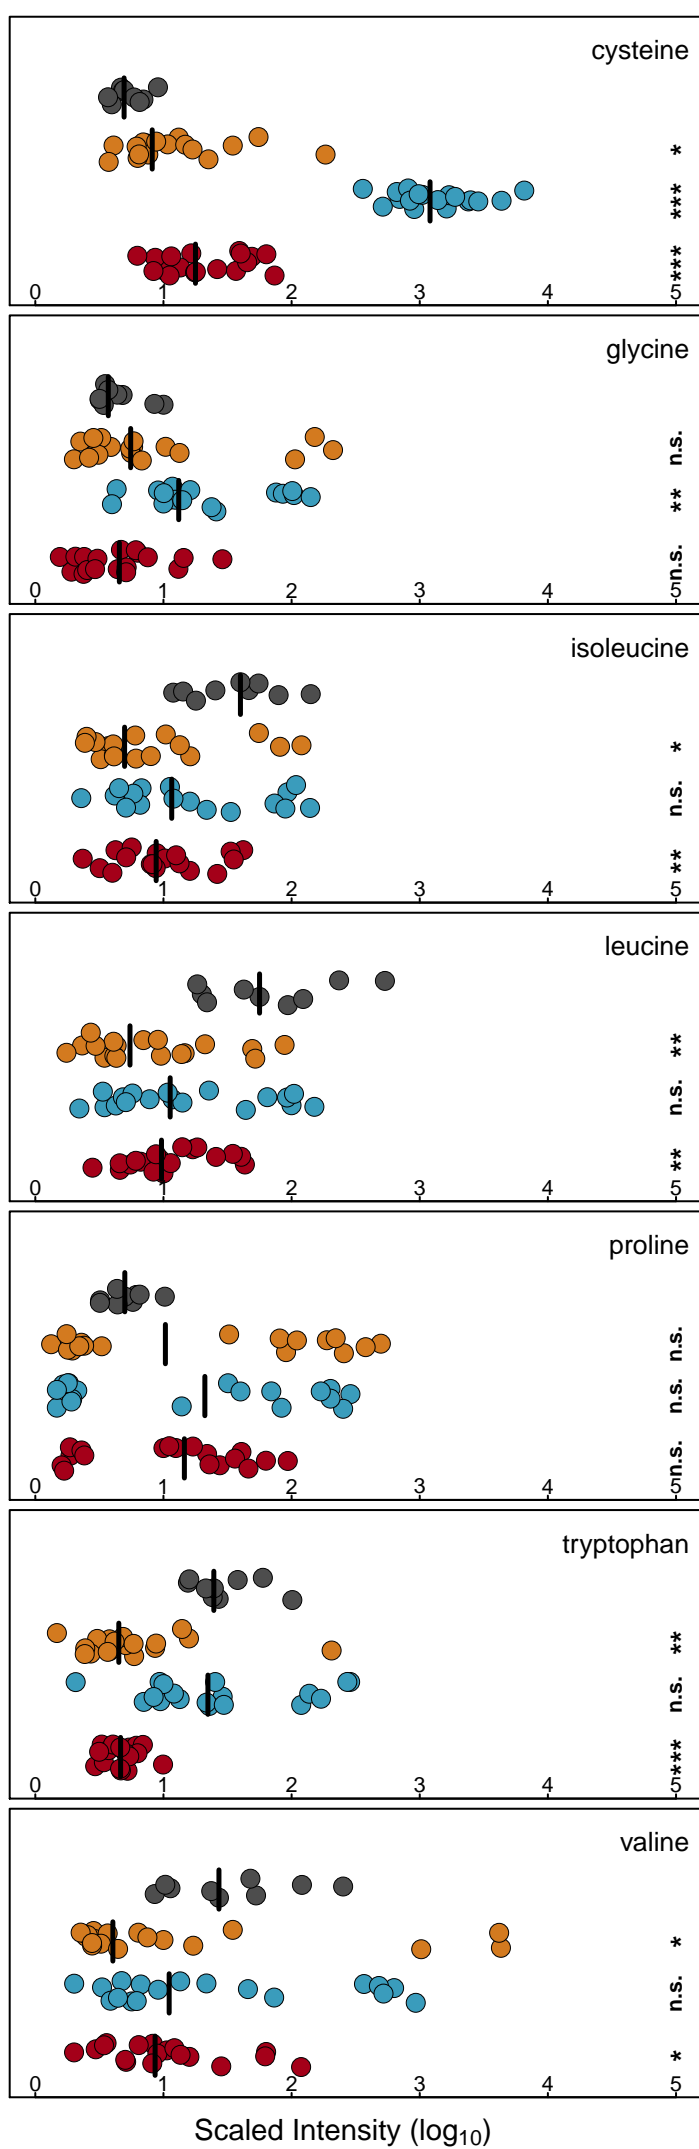 cysteine
*
***
***
0 1 2 3 4 5
glycine
n.s.
**
n.s.
0 1 2 3 4 5
isoleucine
*
n.s.
**
0 1 2 3 4 5
leucine
**
n.s.
**
0 1 2 3 4 5
proline
n.s.
n.s.
n.s.
0 1 2 3 4 5
tryptophan
**
n.s.
***
0 1 2 3 4 5
valine
*
n.s.
*
0 1 2 3 4 5
Scaled Intensity (log₁₀)